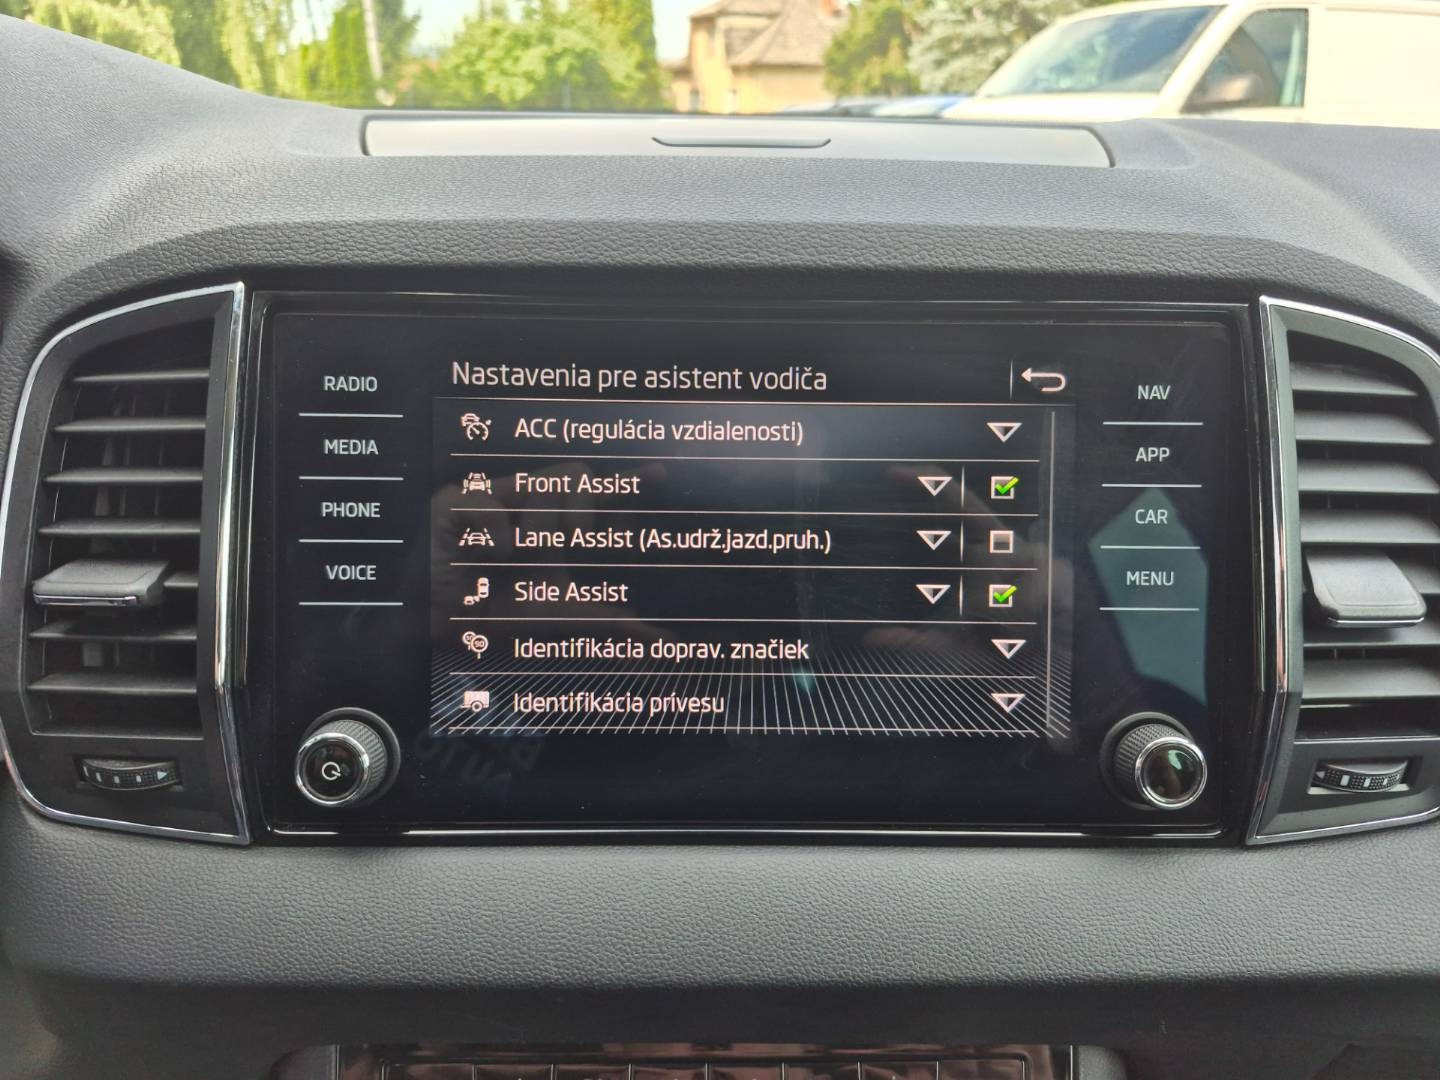 Nastavenia pre asistent vodiča
RADIO
MEDIA
PHONE
VOICE
ACC (regulácia vzdialenosti)
Front Assist
Lane Assist (As.udrž.jazd.pruh.)
Side Assist
Identifikácia doprav. značiek
Identifikácia prívesu
NAV
APP
CAR
MENU